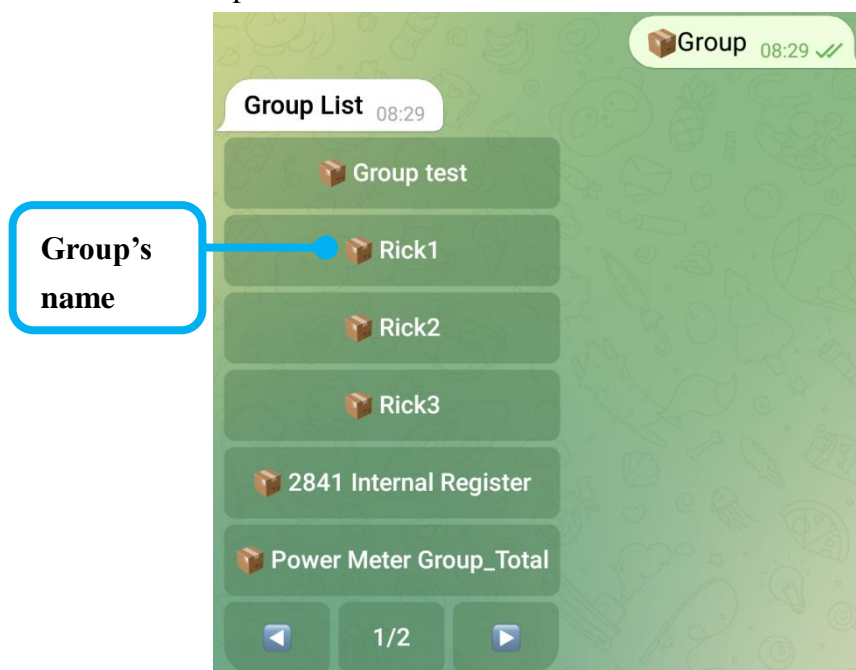 📦Group 08:29
Group List 08:29
📦 Group test
Group's
name
📦 Rick1
📦 Rick2
📦 Rick3
📦 2841 Internal Register
📦 Power Meter Group_Total
◀ 1/2 ▶